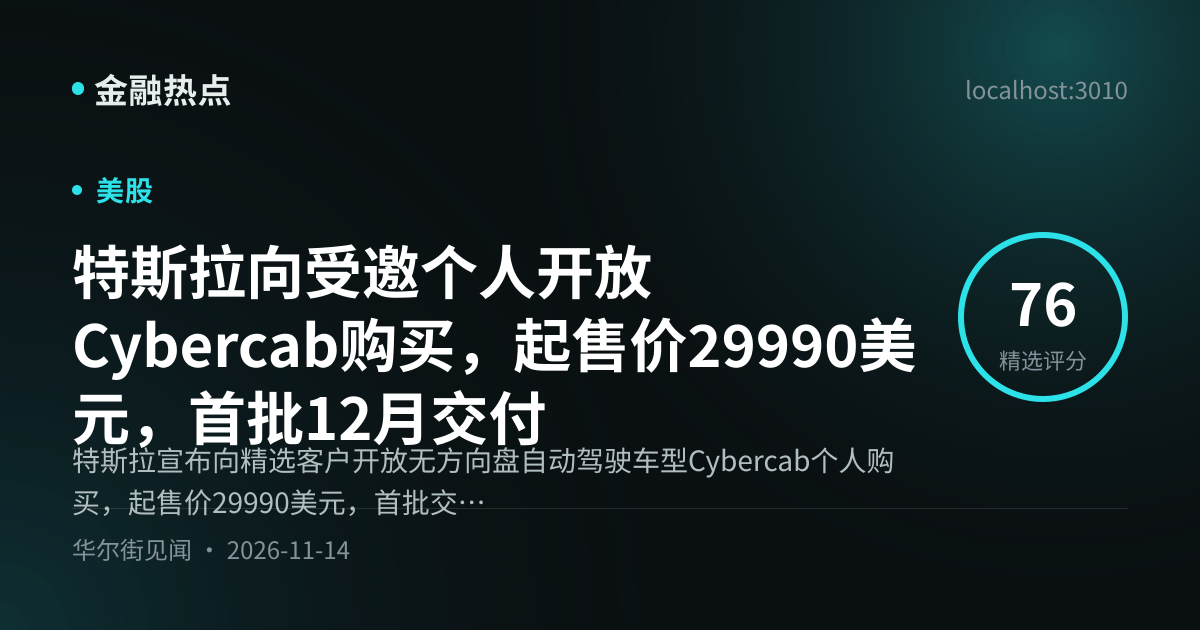 金融热点
localhost:3010
美股
特斯拉向受邀个人开放
Cybercab购买，起售价29990美
元，首批12月交付
76
精选评分
特斯拉宣布向精选客户开放无方向盘自动驾驶车型Cybercab个人购
买，起售价29990美元，首批交…
华尔街见闻 · 2026-11-14